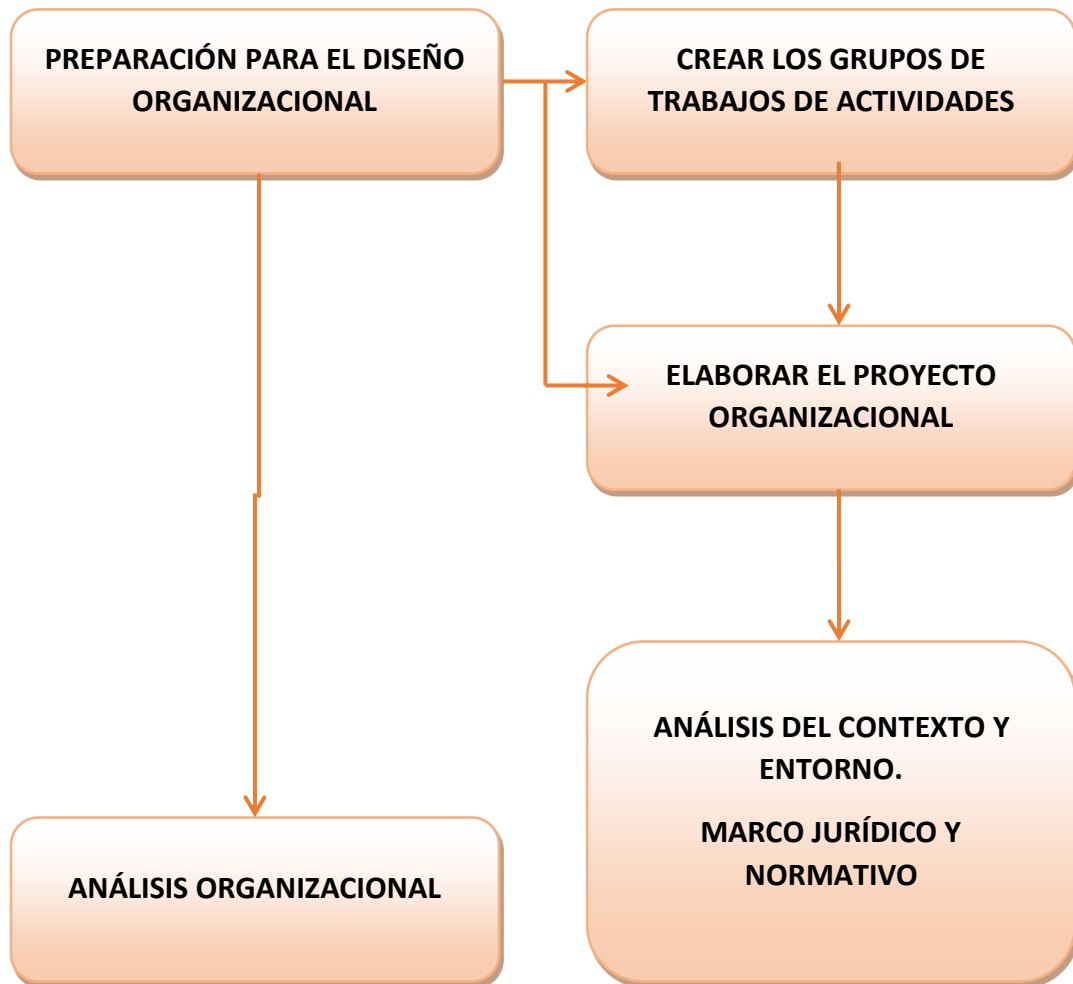 PREPARACIÓN PARA EL DISEÑO
ORGANIZACIONAL
CREAR LOS GRUPOS DE
TRABAJOS DE ACTIVIDADES
ELABORAR EL PROYECTO
ORGANIZACIONAL
ANÁLISIS DEL CONTEXTO Y
ENTORNO.
MARCO JURÍDICO Y
NORMATIVO
ANÁLISIS ORGANIZACIONAL